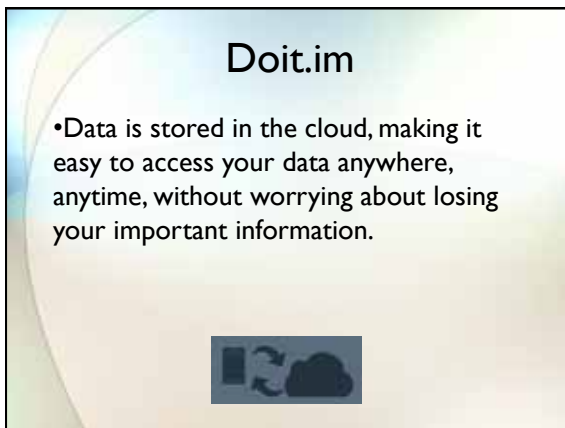 Doit.im
•Data is stored in the cloud, making it
easy to access your data anywhere,
anytime, without worrying about losing
your important information.